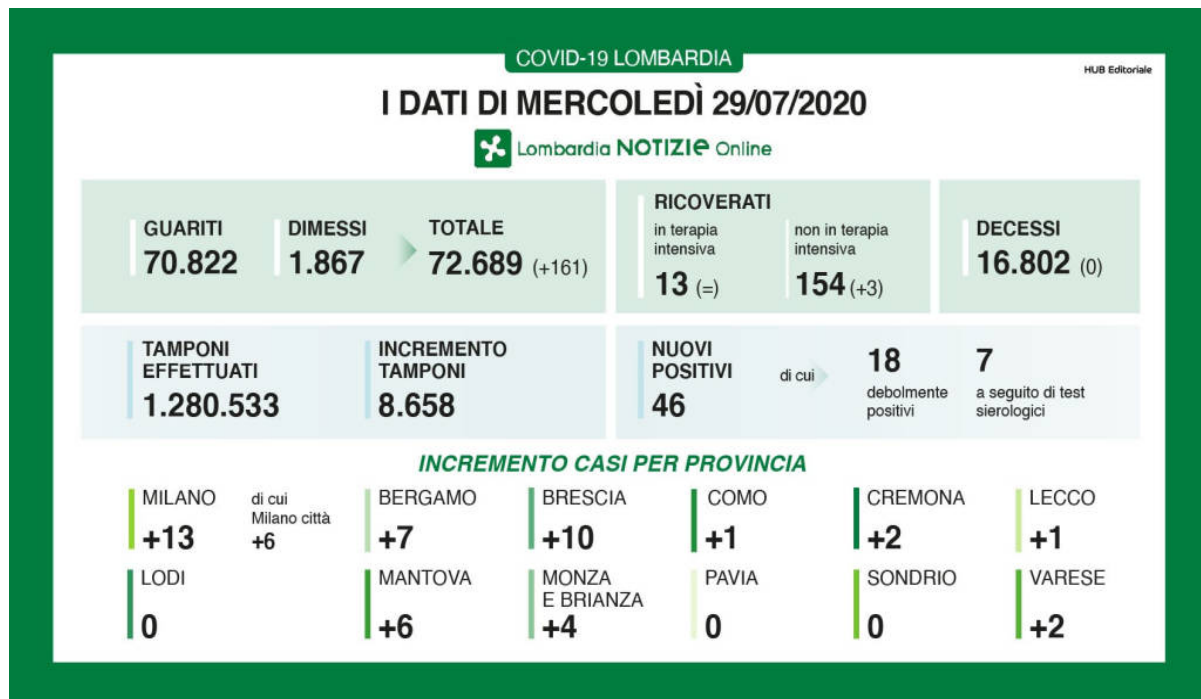 COVID-19 LOMBARDIA
HUB Editoriale
I DATI DI MERCOLEDÌ 29/07/2020
Lombardia NOTIZIE Online
GUARITI
70.822
DIMESSI
1.867
TOTALE
72.689 (+161)
RICOVERATI
in terapia
intensiva
13 (=)
non in terapia
intensiva
154 (+3)
DECESSI
16.802 (0)
TAMPONI
EFFETTUATI
1.280.533
INCREMENTO
TAMPONI
8.658
NUOVI
POSITIVI
46
di cui
18
debolmente
positivi
7
a seguito di test
sierologici
INCREMENTO CASI PER PROVINCIA
MILANO
+13
di cui
Milano città
+6
BERGAMO
+7
BRESCIA
+10
COMO
+1
CREMONA
+2
LECCO
+1
LODI
0
MANTOVA
+6
MONZA
E BRIANZA
+4
PAVIA
0
SONDRIO
0
VARESE
+2